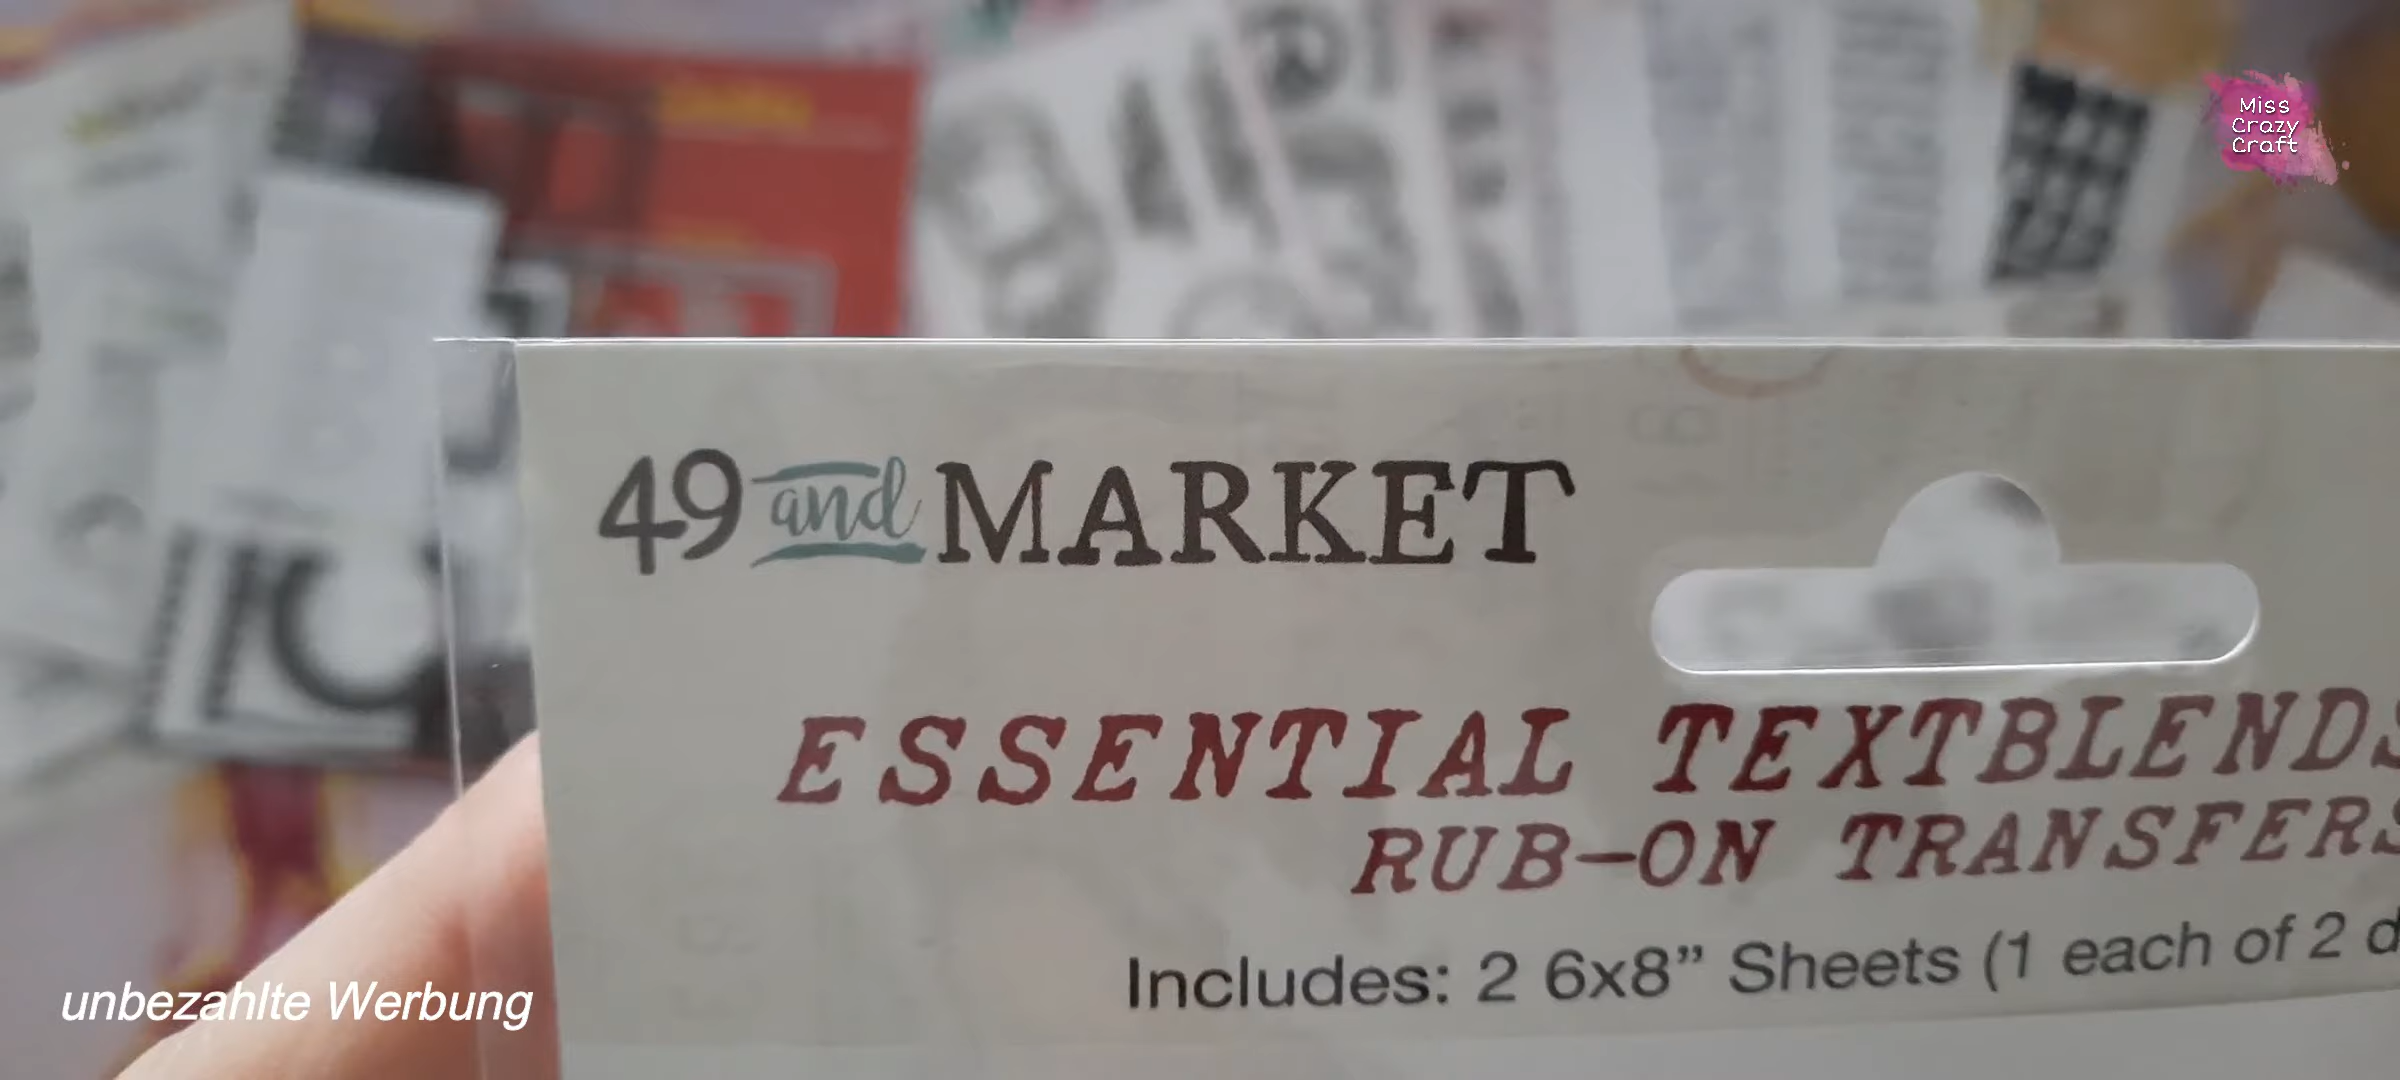 Miss
Crazy
Craft
49 and MARKET
ESSENTIAL TEXTBLENDS
RUB-ON TRANSFERS
Includes: 2 6x8” Sheets (1 each of 2 d
unbezahlte Werbung